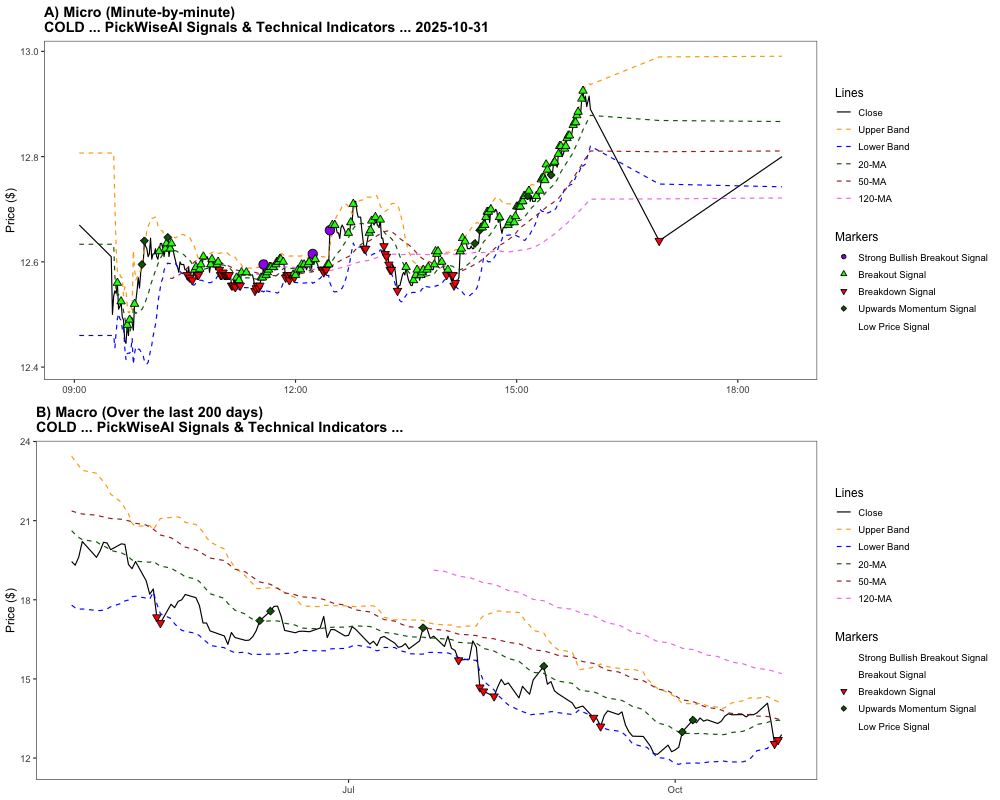 A) Micro (Minute-by-minute)
COLD ... PickWiseAI Signals & Technical Indicators ... 2025-10-31
Price ($)
13.0
12.8
12.6
12.4
09:00
12:00
15:00
18:00
Lines
Close
Upper Band
Lower Band
20-MA
50-MA
120-MA
Markers
Strong Bullish Breakout Signal
Breakout Signal
Breakdown Signal
Upwards Momentum Signal
Low Price Signal
B) Macro (Over the last 200 days)
COLD ... PickWiseAI Signals & Technical Indicators ...
Price ($)
24
21
18
15
12
Jul
Oct
Lines
Close
Upper Band
Lower Band
20-MA
50-MA
120-MA
Markers
Strong Bullish Breakout Signal
Breakout Signal
Breakdown Signal
Upwards Momentum Signal
Low Price Signal